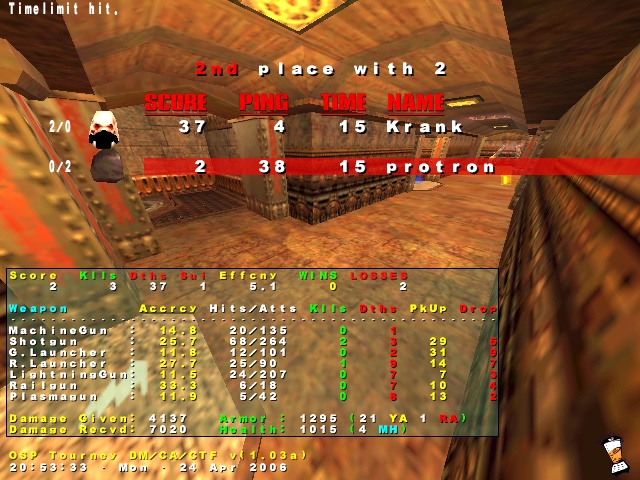 Timelimit hit.
2nd place with 2
SCORE PING TIME NAME
2/0 37 4 15 Krank
0/2 2 38 15 protron
Score Kils Dths Sui Effcny WINS LOSSES
2 3 37 1 5.1 0 2
Weapon Accrcy Hits/Atts Kils Dths PkUp Drop
MachineGun : 14.8 20/135 0 1
Shotgun : 25.7 68/264 2 3 29 5
G.Launcher : 11.8 12/101 0 2 31 9
R.Launcher : 27.7 25/90 1 9 14 7
LightningGun: 11.5 24/207 0 7 7 3
Railgun : 33.3 6/18 0 7 10 4
Plasmagun : 11.9 5/42 0 8 13 2
Damage Given: 4137 Armor : 1295 (21 YA 1 RA)
Damage Recvd: 7020 Health: 1015 (4 MH)
OSP Tourney DM/CA/CTF v(1.03a)
20:53:33 - Mon - 24 Apr 2006